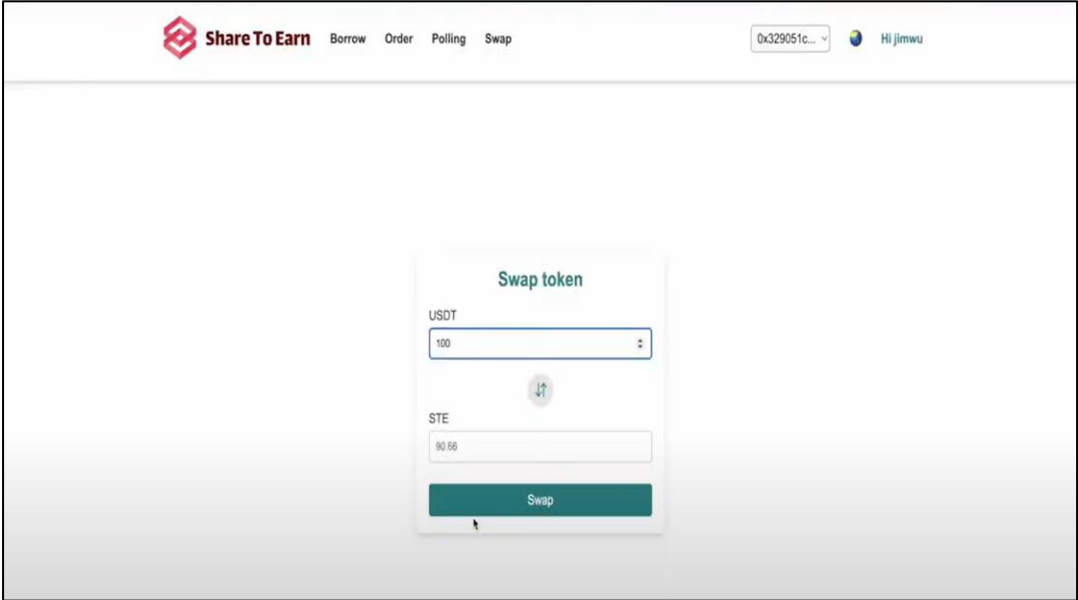 Share To Earn Borrow Order Polling Swap 0x329051c... Hi jimwu
Swap token
USDT
100
STE
90.66
Swap